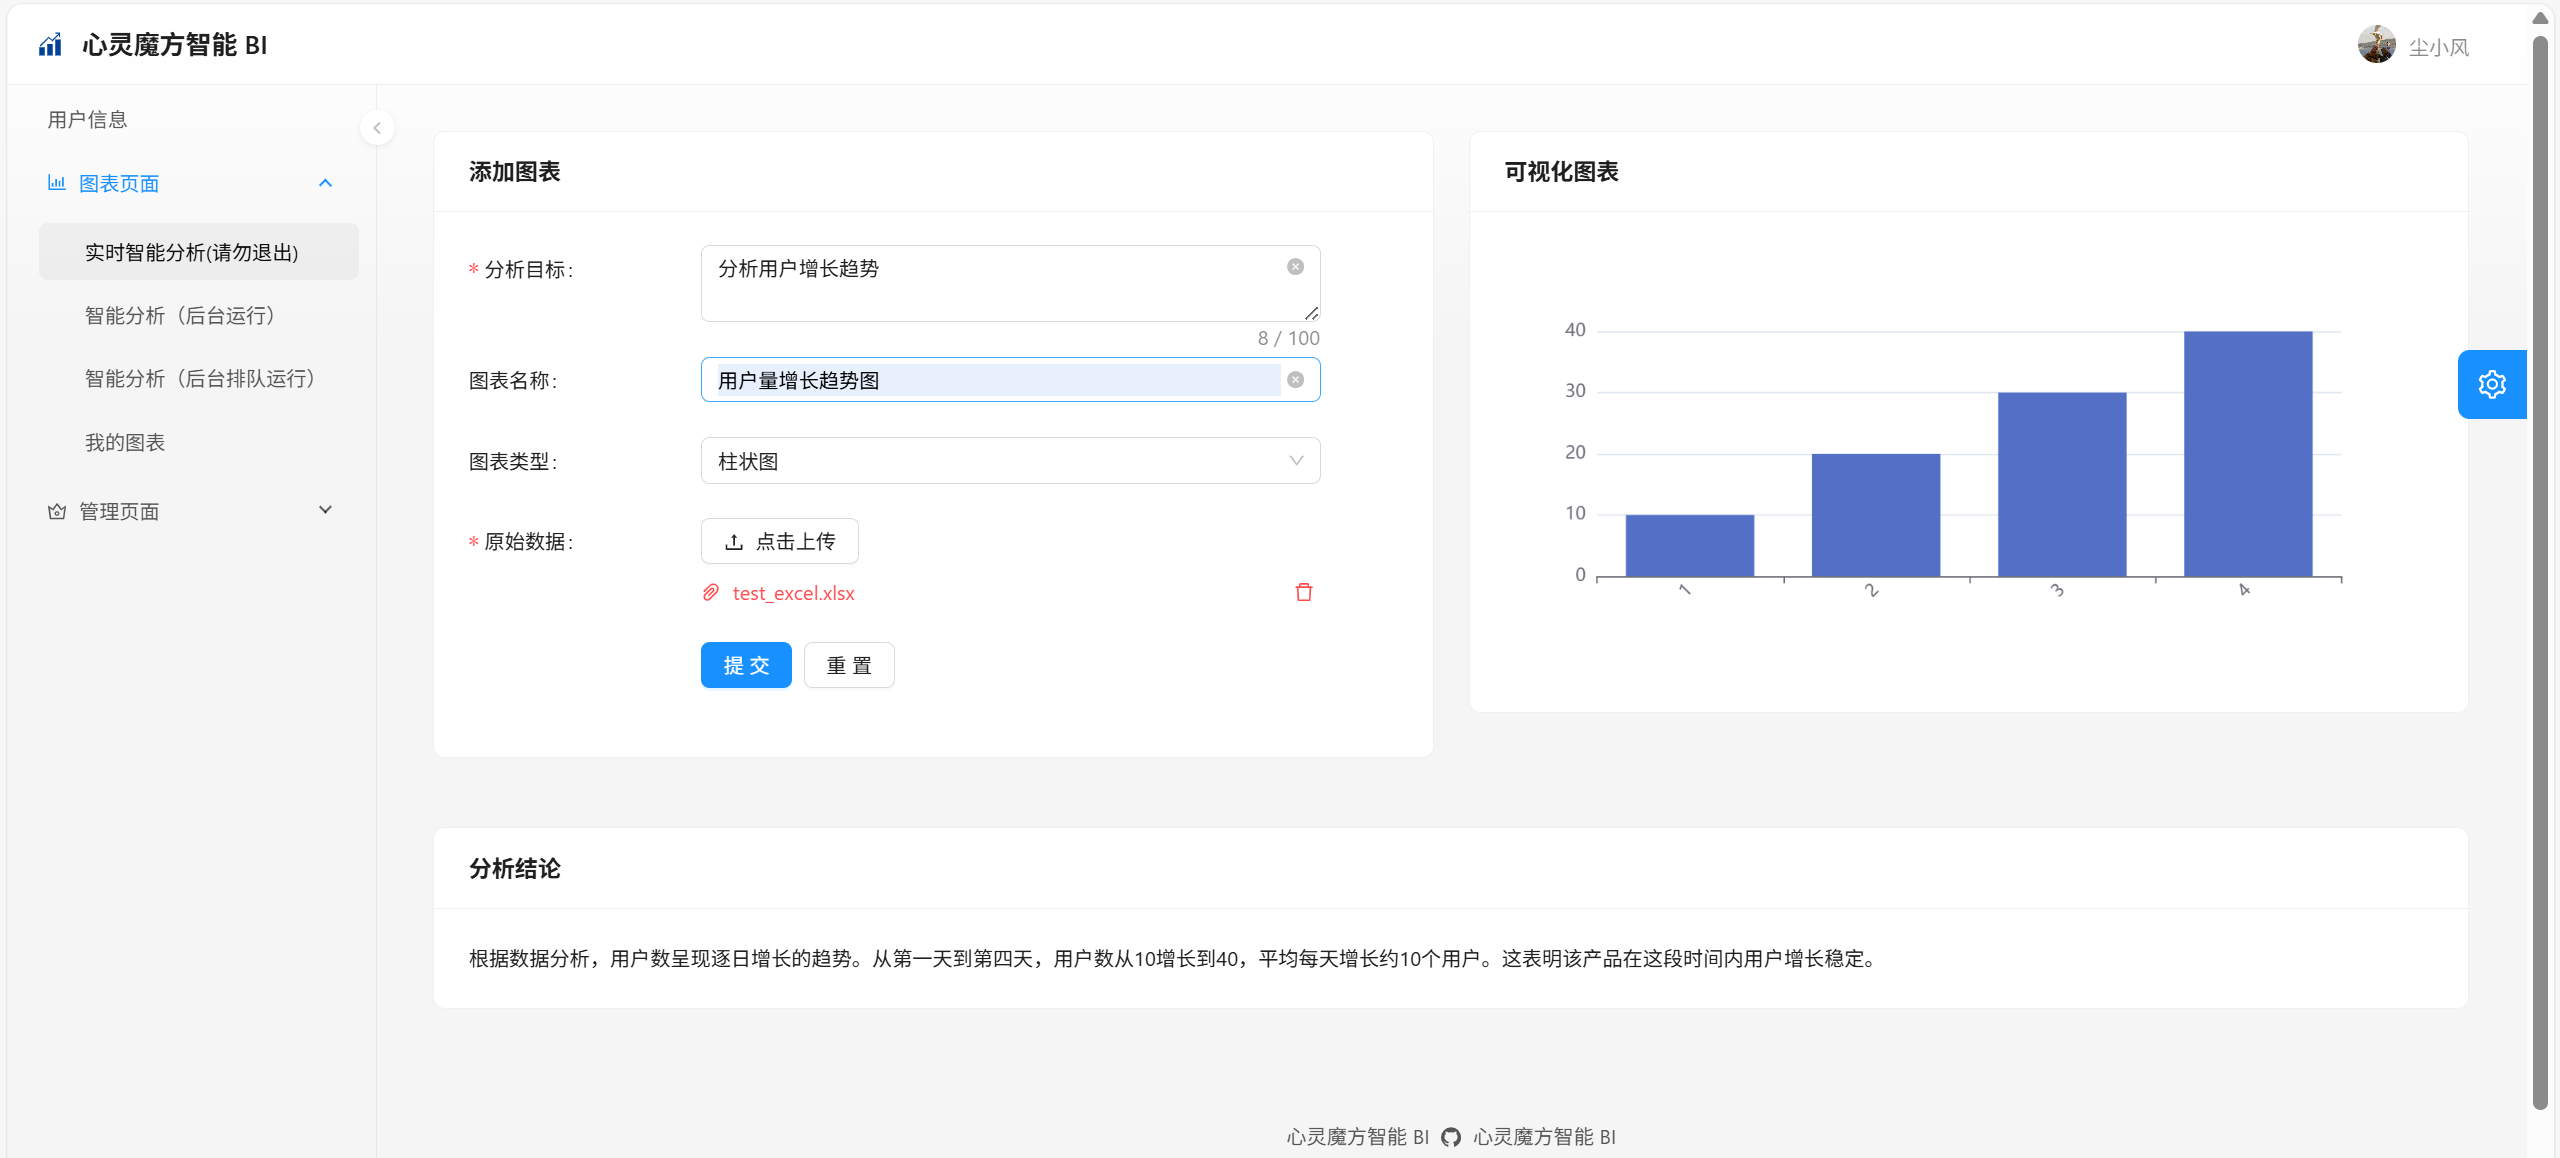 心灵魔方智能 BI
尘小风
用户信息
图表页面
实时智能分析(请勿退出)
智能分析（后台运行）
智能分析（后台排队运行）
我的图表
管理页面
添加图表
* 分析目标:
分析用户增长趋势
8 / 100
图表名称:
用户量增长趋势图
图表类型:
柱状图
* 原始数据:
点击上传
test_excel.xlsx
提 交
重 置
可视化图表
40
30
20
10
0
1
2
3
4
分析结论
根据数据分析，用户数呈现逐日增长的趋势。从第一天到第四天，用户数从10增长到40，平均每天增长约10个用户。这表明该产品在这段时间内用户增长稳定。
心灵魔方智能 BI 心灵魔方智能 BI